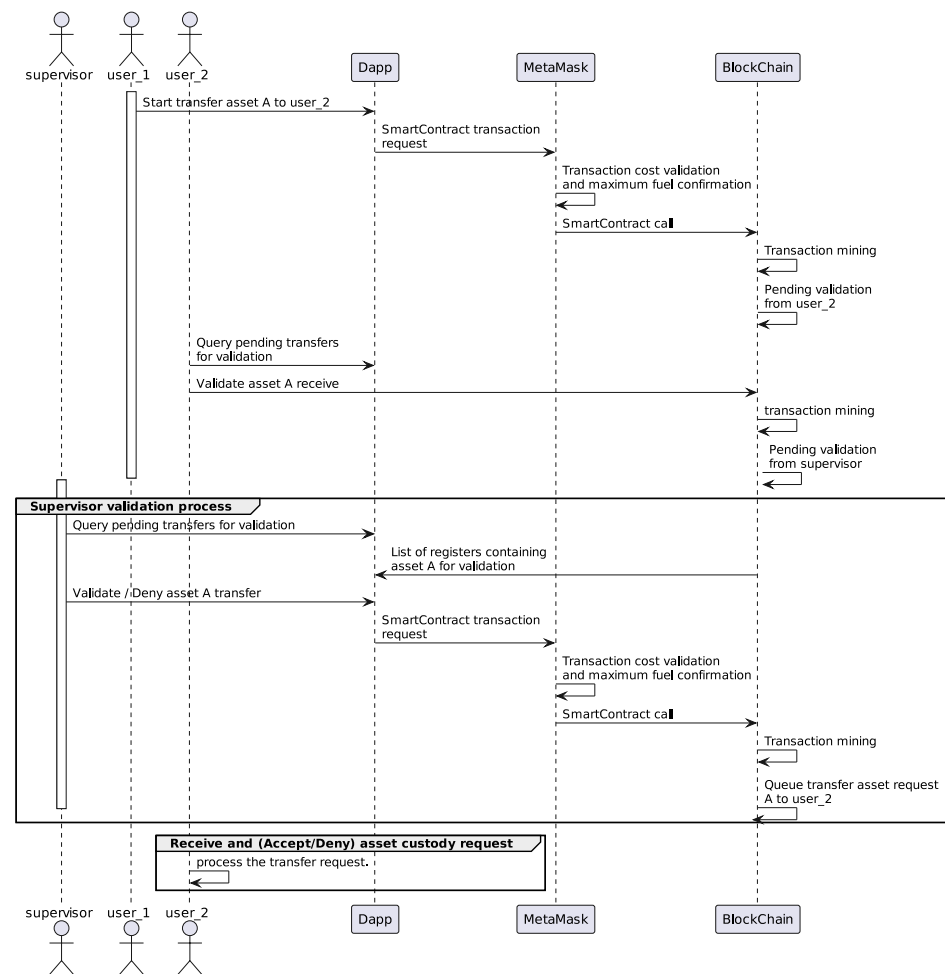 supervisor
user_1
user_2
Dapp
MetaMask
BlockChain
Start transfer asset A to user_2
SmartContract transaction
request
Transaction cost validation
and maximum fuel confirmation
SmartContract call
Transaction mining
Pending validation
from user_2
Query pending transfers
for validation
Validate asset A receive
transaction mining
Pending validation
from supervisor
Supervisor validation process
Query pending transfers for validation
List of registers containing
asset A for validation
Validate / Deny asset A transfer
SmartContract transaction
request
Transaction cost validation
and maximum fuel confirmation
SmartContract call
Transaction mining
Queue transfer asset request
A to user_2
Receive and (Accept/Deny) asset custody request
process the transfer request.
supervisor
user_1
user_2
Dapp
MetaMask
BlockChain